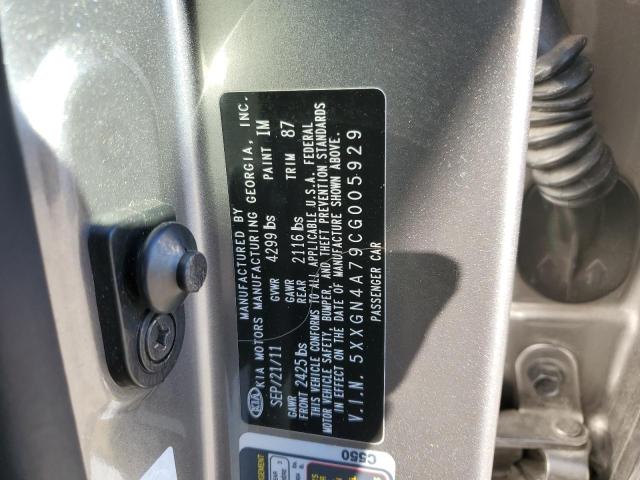 MANUFACTURED BY
KIA KIA MOTORS MANUFACTURING GEORGIA, INC.
SEP/21/11 GVWR 4299 lbs PAINT IM
GAWR FRONT 2425 lbs GAWR REAR 2116 lbs TRIM 87
THIS VEHICLE CONFORMS TO ALL APPLICABLE U.S.A. FEDERAL
MOTOR VEHICLE SAFETY, BUMPER, AND THEFT PREVENTION STANDARDS
IN EFFECT ON THE DATE OF MANUFACTURE SHOWN ABOVE.
V.I.N. 5XXGN4A79CG005929
PASSENGER CAR
C550